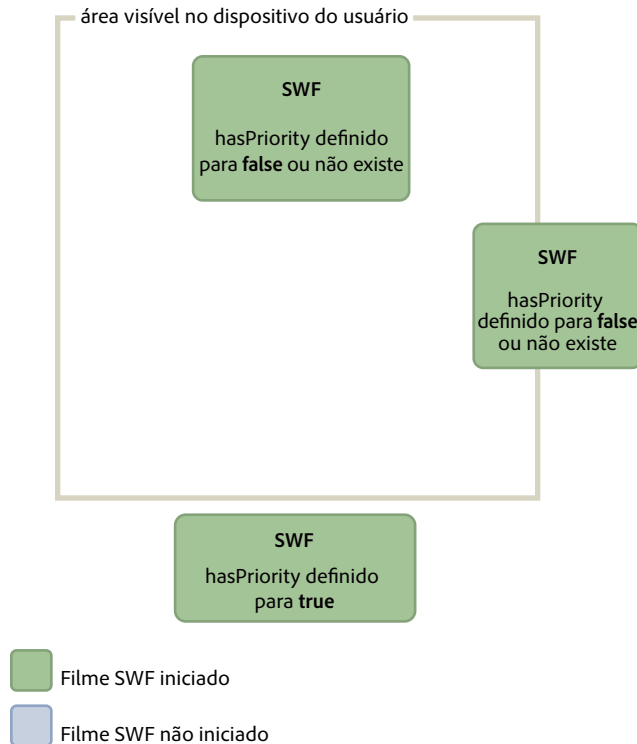 área visível no dispositivo do usuário
SWF
hasPriority definido
para false ou não existe
SWF
hasPriority
definido para false
ou não existe
SWF
hasPriority definido
para true
Filme SWF iniciado
Filme SWF não iniciado